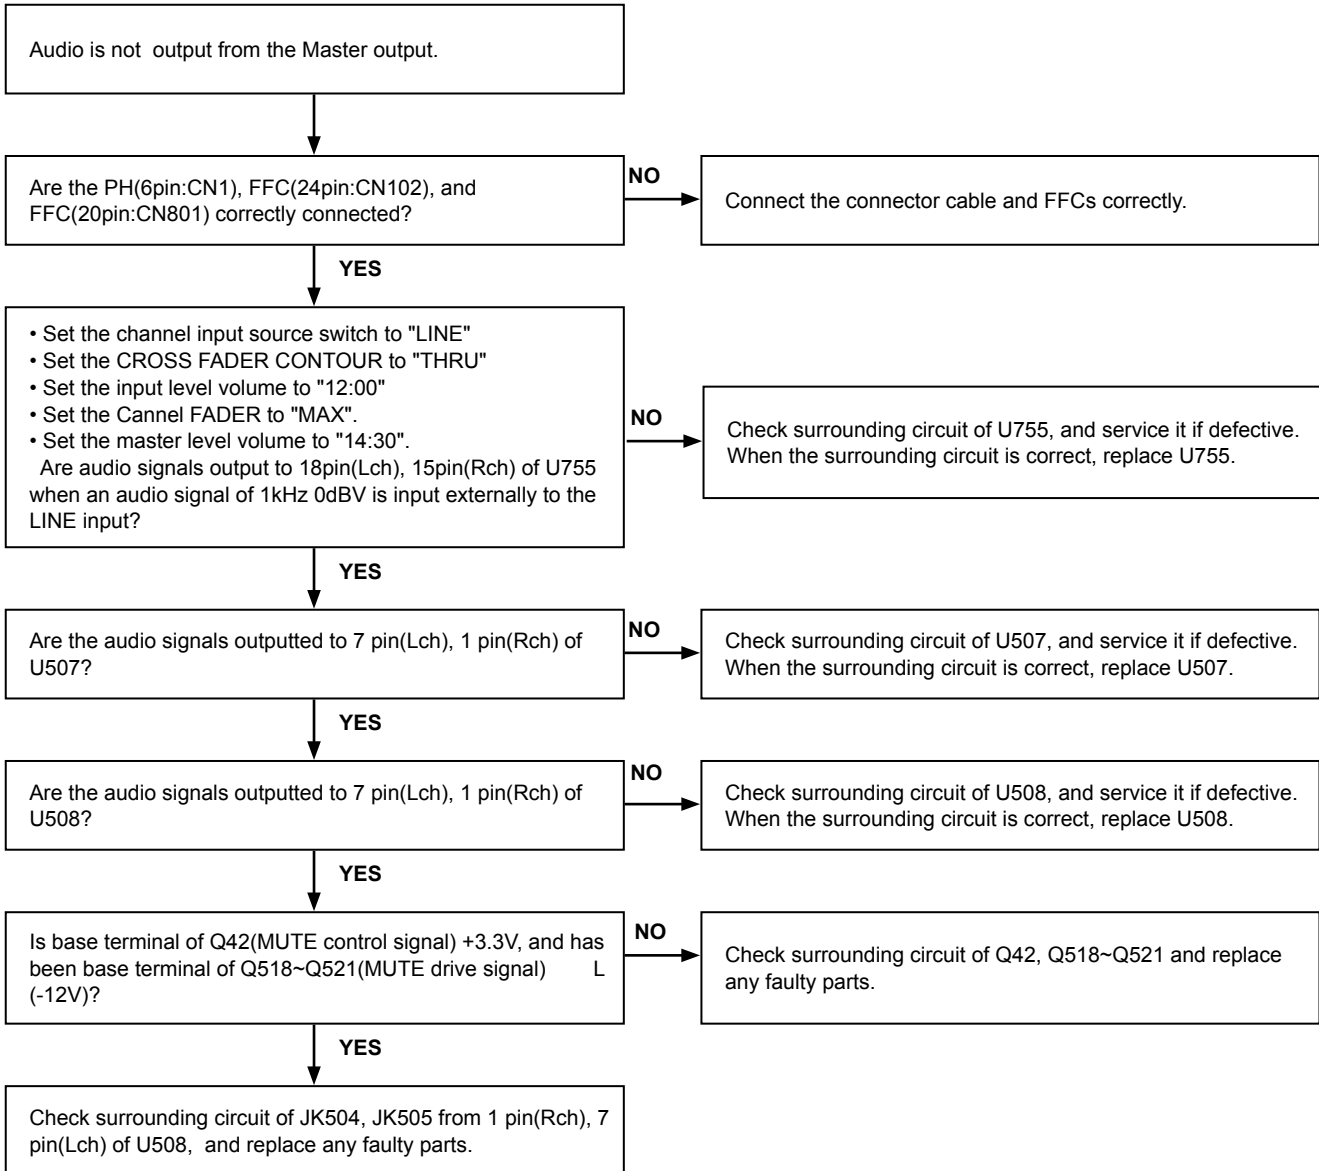 Audio is not  output from the Master output.
Are the PH(6pin:CN1), FFC(24pin:CN102), and
FFC(20pin:CN801) correctly connected?
NO
Connect the connector cable and FFCs correctly.
YES
• Set the channel input source switch to "LINE"
• Set the CROSS FADER CONTOUR to "THRU"
• Set the input level volume to "12:00"
• Set the Cannel FADER to "MAX".
• Set the master level volume to "14:30".
Are audio signals output to 18pin(Lch), 15pin(Rch) of U755
when an audio signal of 1kHz 0dBV is input externally to the
LINE input?
NO
Check surrounding circuit of U755, and service it if defective.
When the surrounding circuit is correct, replace U755.
YES
Are the audio signals outputted to 7 pin(Lch), 1 pin(Rch) of
U507?
NO
Check surrounding circuit of U507, and service it if defective.
When the surrounding circuit is correct, replace U507.
YES
Are the audio signals outputted to 7 pin(Lch), 1 pin(Rch) of
U508?
NO
Check surrounding circuit of U508, and service it if defective.
When the surrounding circuit is correct, replace U508.
YES
Is base terminal of Q42(MUTE control signal) +3.3V, and has
been base terminal of Q518~Q521(MUTE drive signal)       L
(-12V)?
NO
Check surrounding circuit of Q42, Q518~Q521 and replace
any faulty parts.
YES
Check surrounding circuit of JK504, JK505 from 1 pin(Rch), 7
pin(Lch) of U508,  and replace any faulty parts.